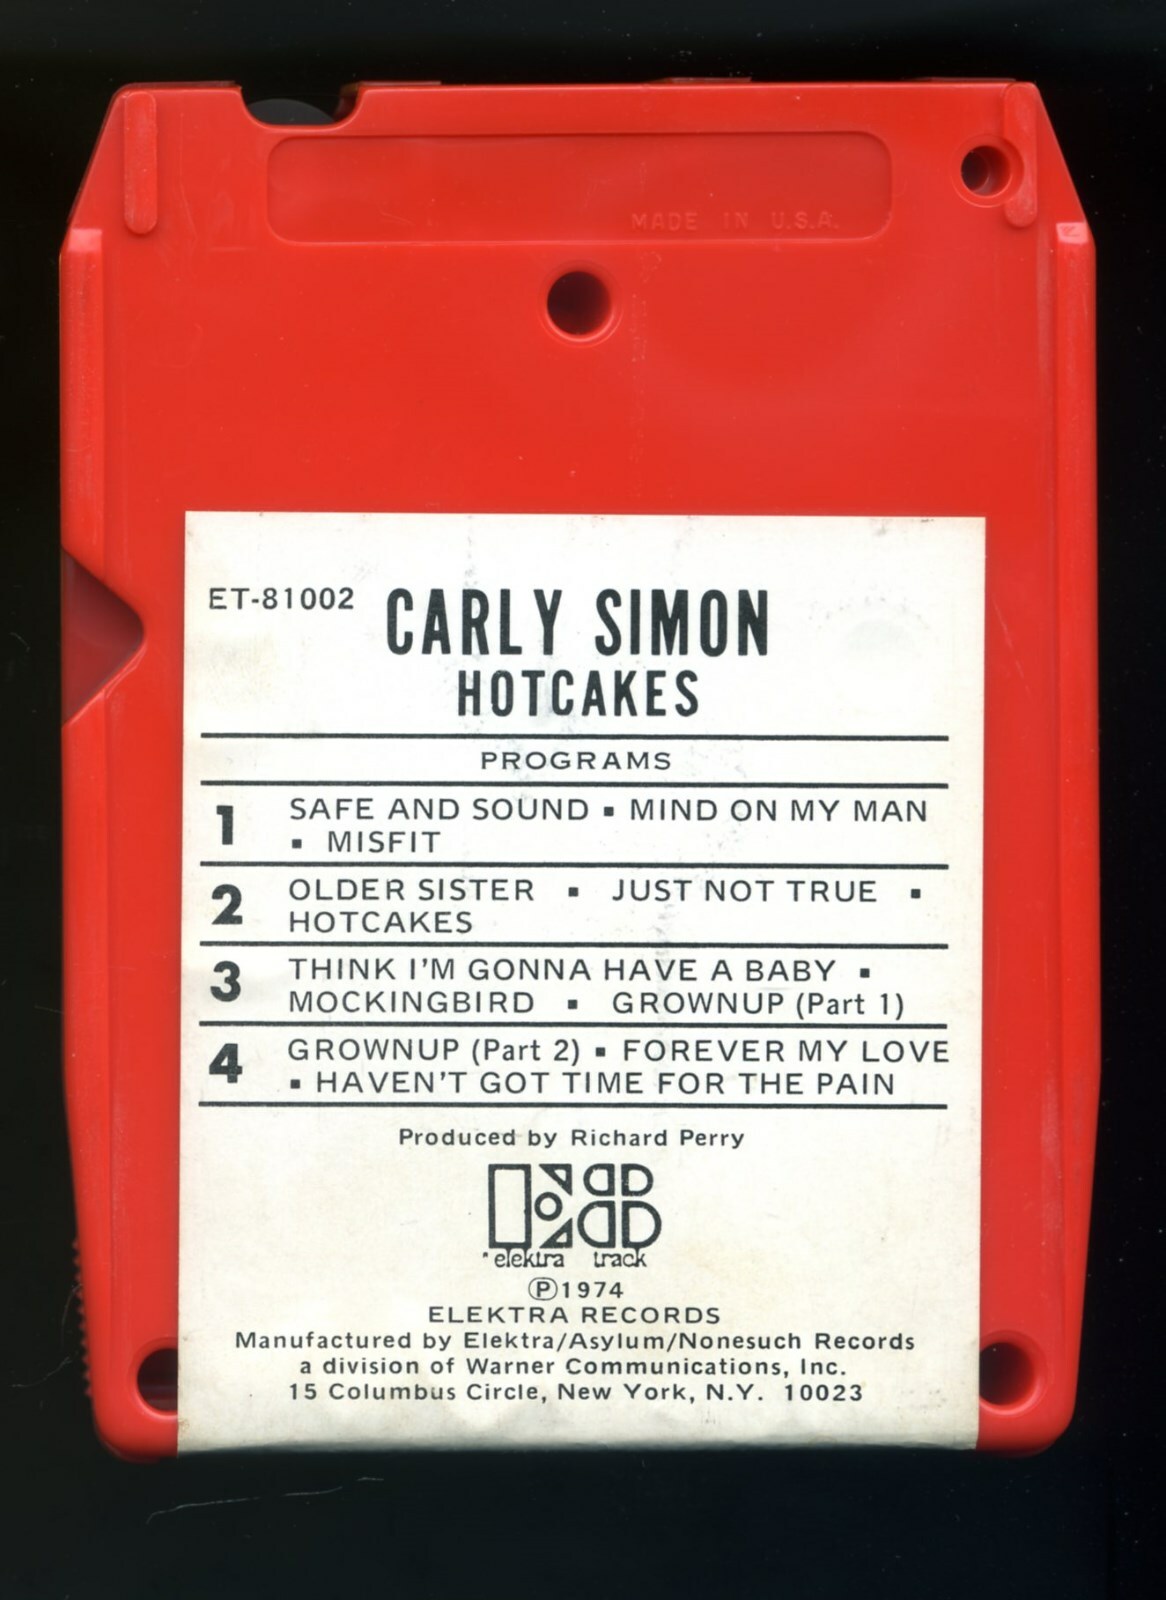 MADE IN U.S.A.
ET-81002 CARLY SIMON
HOTCAKES
PROGRAMS
1 SAFE AND SOUND ▪ MIND ON MY MAN
▪ MISFIT
2 OLDER SISTER ▪ JUST NOT TRUE ▪
HOTCAKES
3 THINK I'M GONNA HAVE A BABY ▪
MOCKINGBIRD ▪ GROWNUP (Part 1)
4 GROWNUP (Part 2) ▪ FOREVER MY LOVE
▪ HAVEN'T GOT TIME FOR THE PAIN
Produced by Richard Perry
elektra track
Ⓟ1974
ELEKTRA RECORDS
Manufactured by Elektra/Asylum/Nonesuch Records
a division of Warner Communications, Inc.
15 Columbus Circle, New York, N.Y. 10023